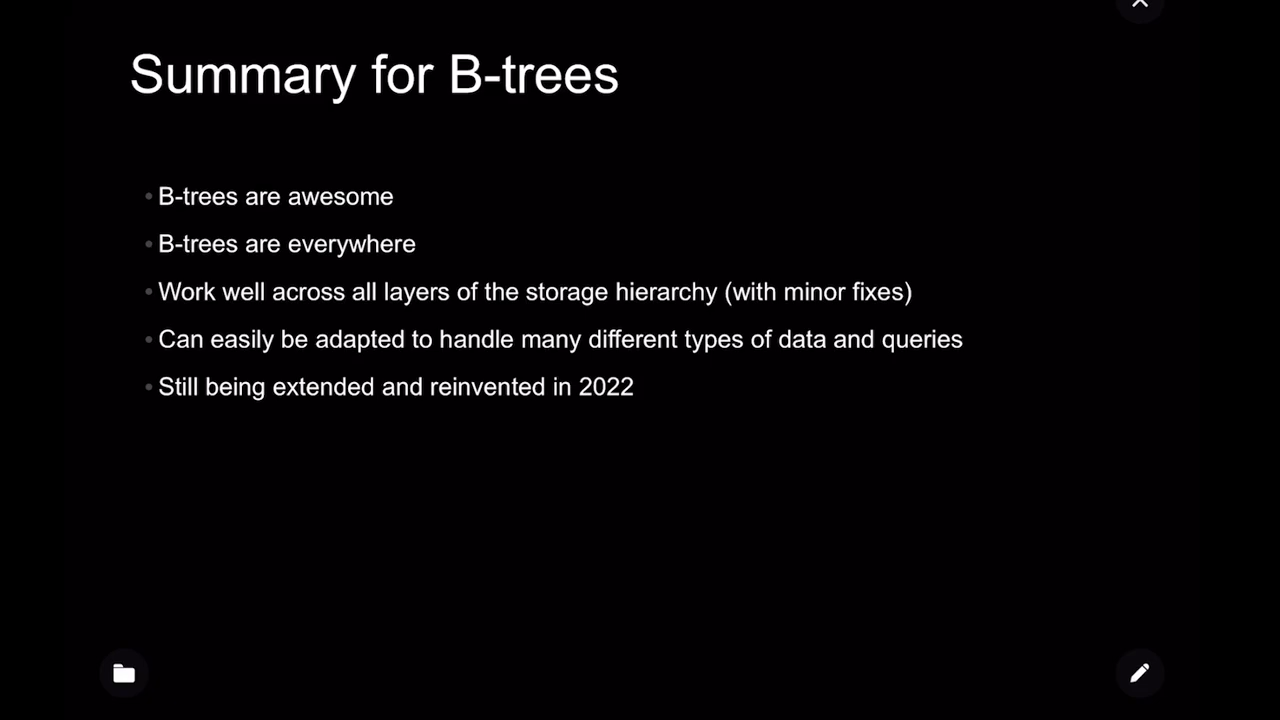 Summary for B-trees
• B-trees are awesome
• B-trees are everywhere
• Work well across all layers of the storage hierarchy (with minor fixes)
• Can easily be adapted to handle many different types of data and queries
• Still being extended and reinvented in 2022